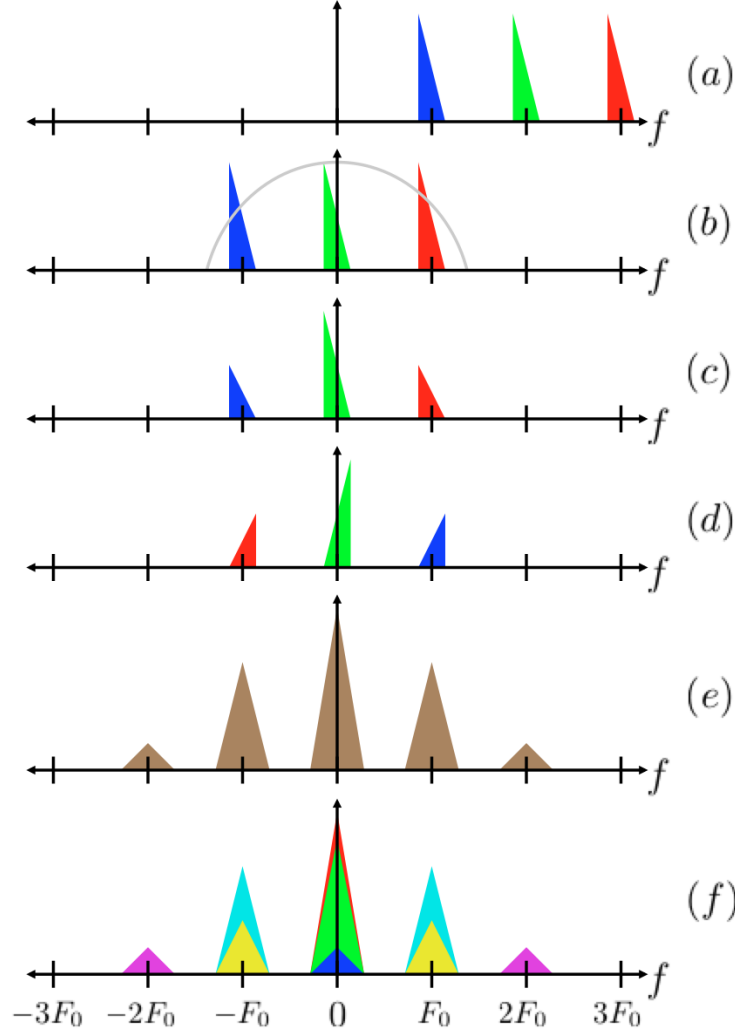 (a)
f
(b)
f
(c)
f
(d)
f
(e)
f
(f)
f
−3F₀ −2F₀ −F₀ 0 F₀ 2F₀ 3F₀